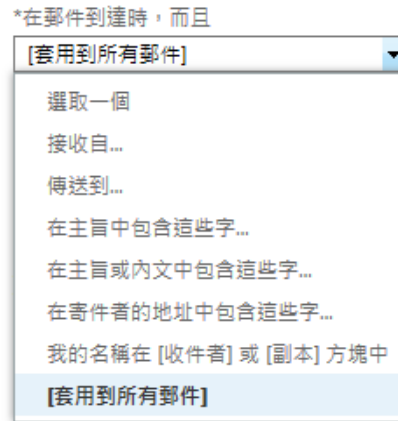 *在郵件到達時，而且
[套用到所有郵件]
選取一個
接收自...
傳送到...
在主旨中包含這些字...
在主旨或內文中包含這些字...
在寄件者的地址中包含這些字...
我的名稱在 [收件者] 或 [副本] 方塊中
[套用到所有郵件]